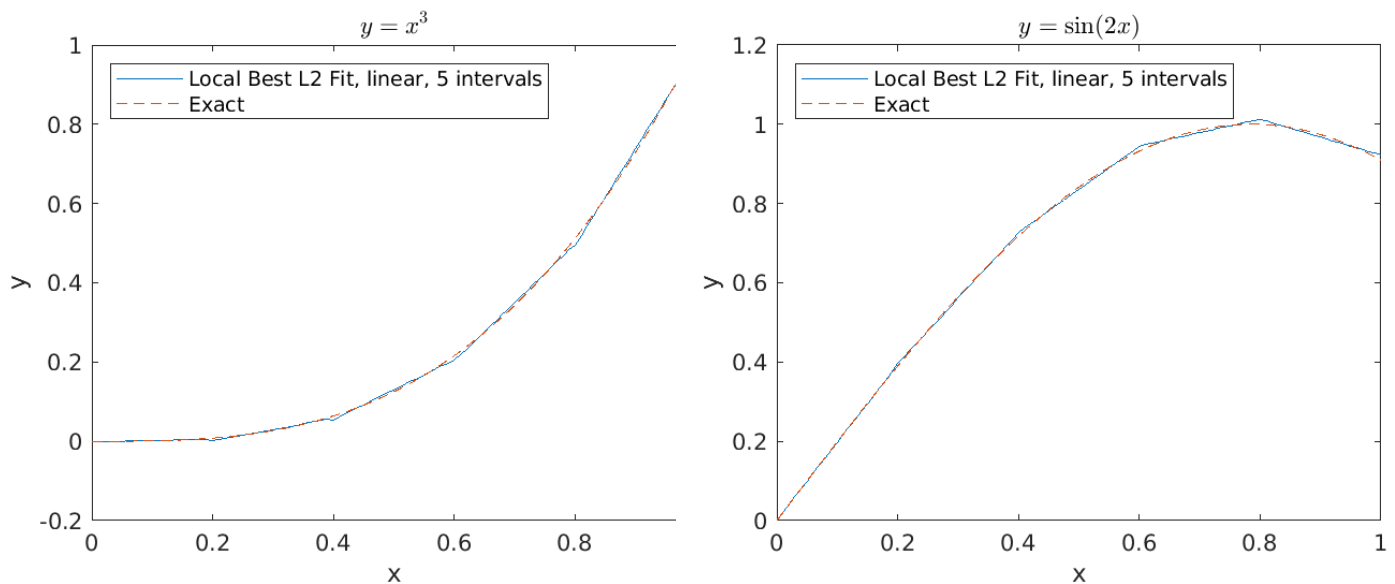 y = x³
1
0.8
0.6
0.4
0.2
0
-0.2
y
Local Best L2 Fit, linear, 5 intervals
Exact
0 0.2 0.4 0.6 0.8
x
y = sin(2x)
1.2
1
0.8
0.6
0.4
0.2
0
y
Local Best L2 Fit, linear, 5 intervals
Exact
0 0.2 0.4 0.6 0.8 1
x